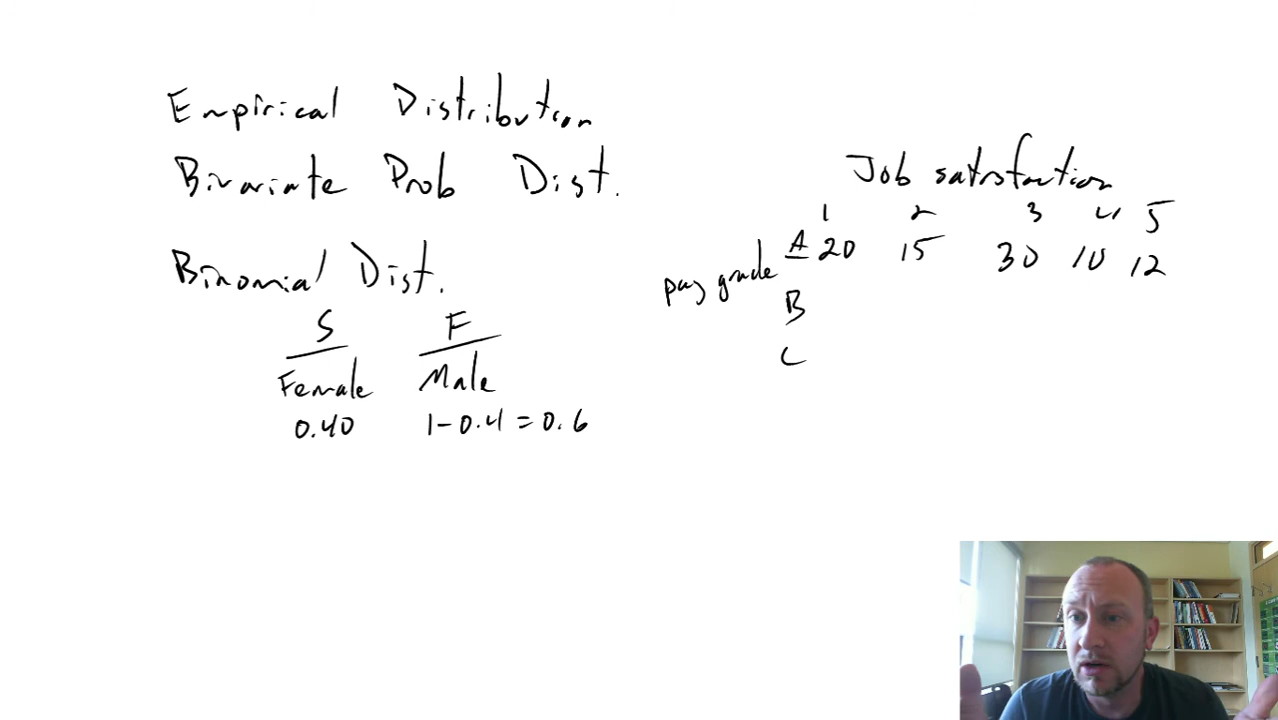 Empirical Distribution
Bivariate Prob Dist.
Binomial Dist.
S F
Female Male
0.40 1-0.4=0.6
Job satisfaction
1 2 3 4 5
pay grade A 20 15 30 10 12
B
C